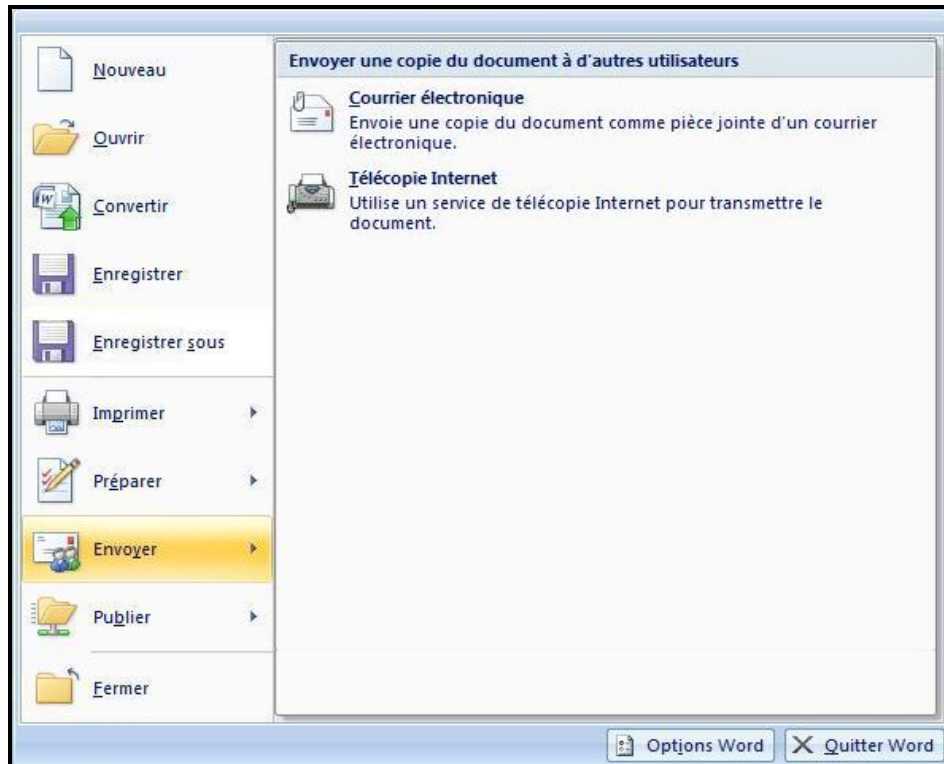 Nouveau
Ouvrir
Convertir
Enregistrer
Enregistrer sous
Imprimer
Préparer
Envoyer
Publier
Fermer
Envoyer une copie du document à d'autres utilisateurs
Courrier électronique
Envoie une copie du document comme pièce jointe d'un courrier
électronique.
Télécopie Internet
Utilise un service de télécopie Internet pour transmettre le
document.
Options Word
Quitter Word